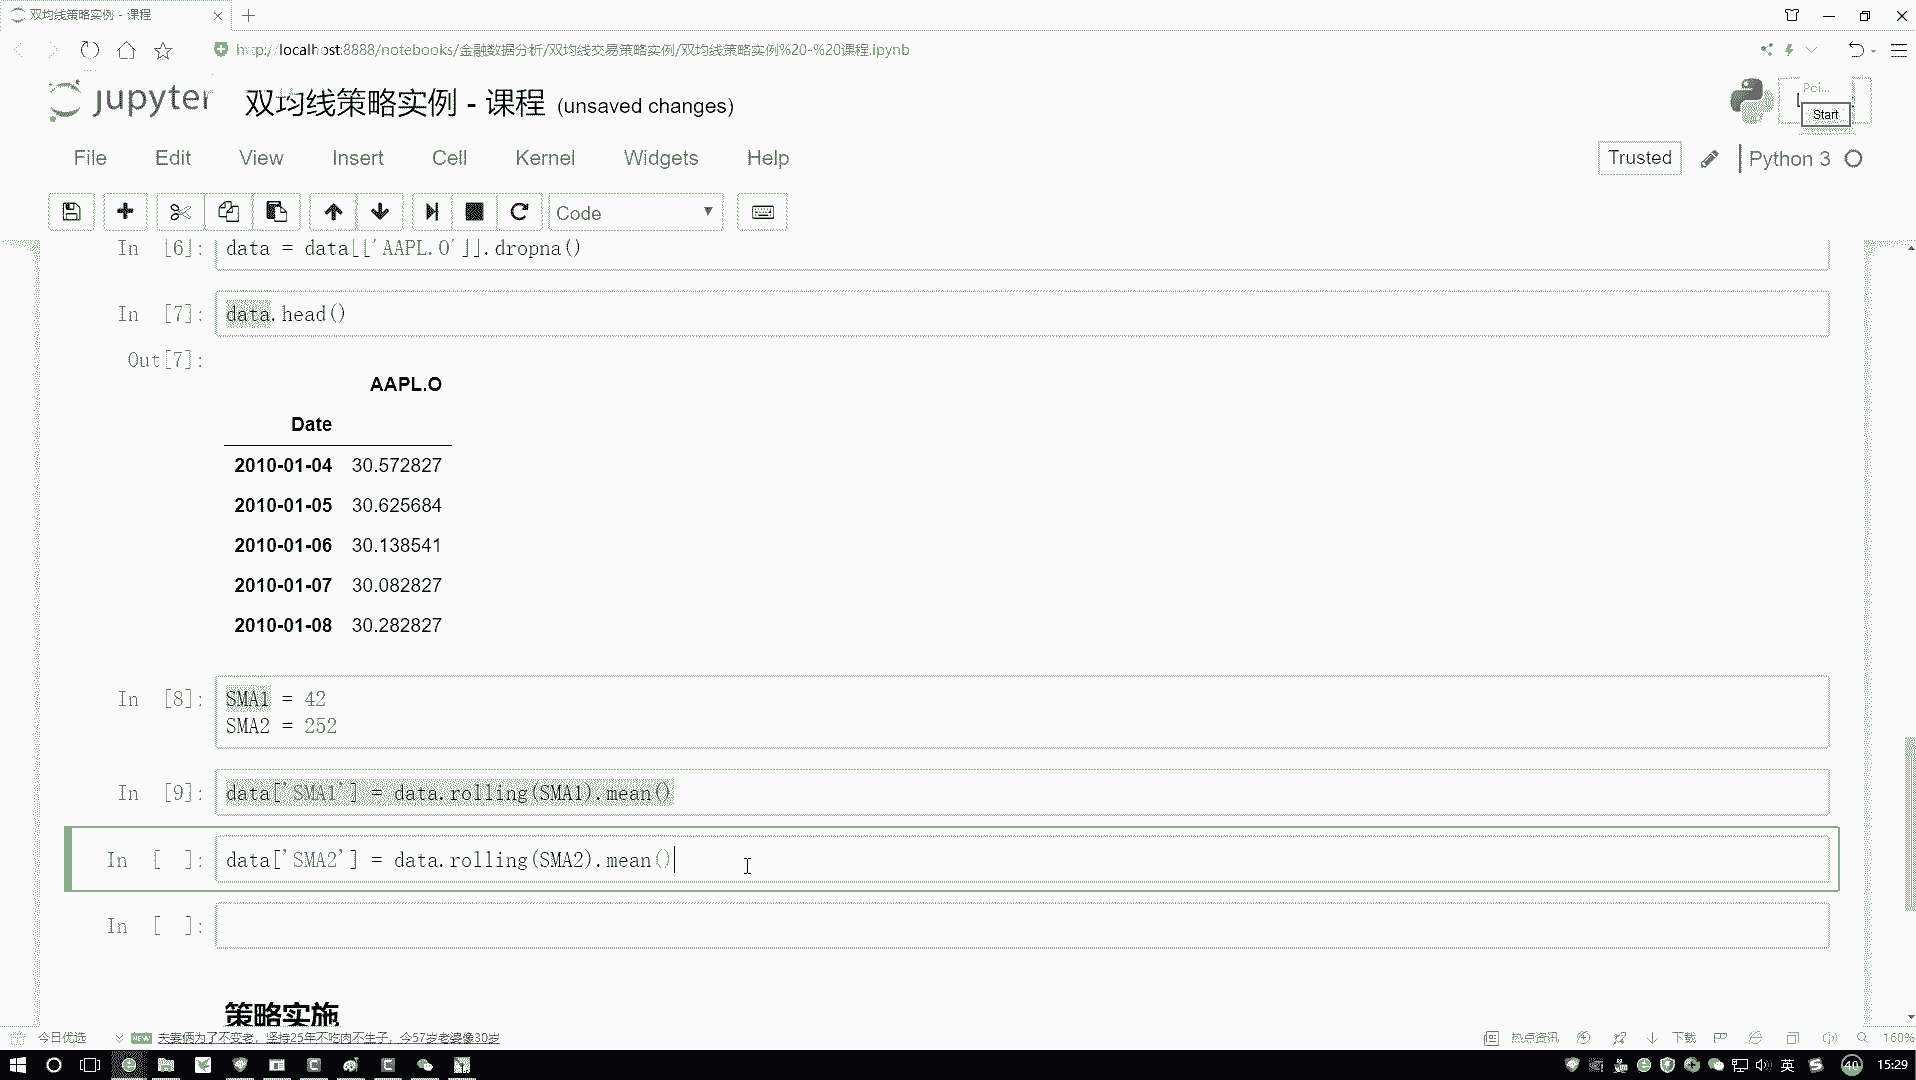 双均线策略实例 - 课程
http://localhost:8888/notebooks/金融数据分析/双均线交易策略实例/双均线策略实例%20-%20课程.ipynb
jupyter 双均线策略实例 - 课程 (unsaved changes)
Poi...
Start
File Edit View Insert Cell Kernel Widgets Help
Trusted
Python 3
Code
In [6]: data = data[['AAPL.O']].dropna()
In [7]: data.head()
Out[7]:
AAPL.O
Date
2010-01-04 30.572827
2010-01-05 30.625684
2010-01-06 30.138541
2010-01-07 30.082827
2010-01-08 30.282827
In [8]: SMA1 = 42
SMA2 = 252
In [9]: data['SMA1'] = data.rolling(SMA1).mean()
In [ ]: data['SMA2'] = data.rolling(SMA2).mean()
In [ ]:
策略实施
今日优选
NEW 夫妻俩为了不变老，坚持25年不吃肉不生子，今57岁老婆像30岁
热点资讯
下载
160%
英
40
15:29